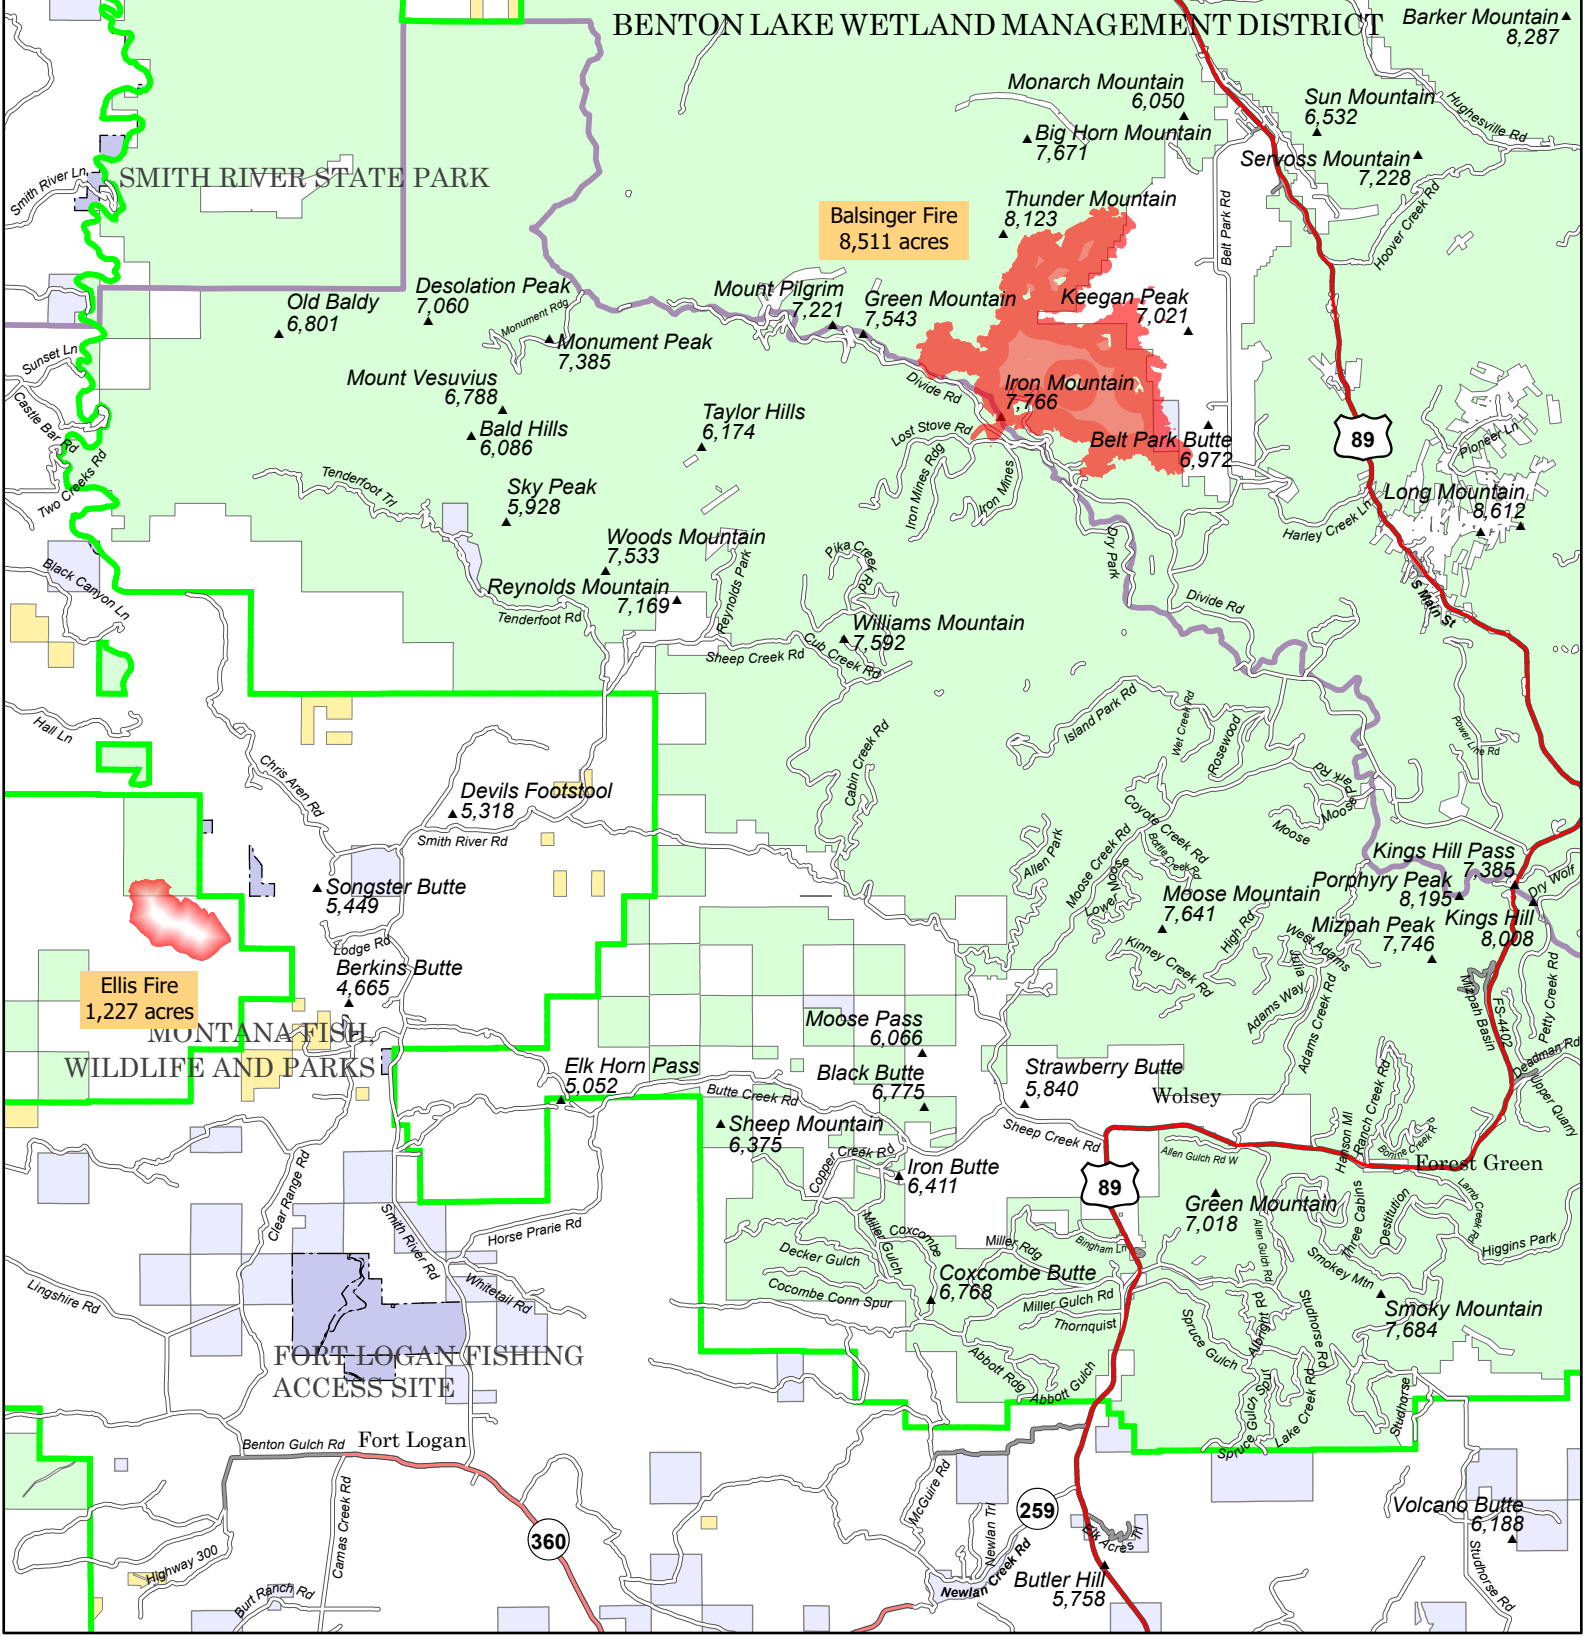 BENTON LAKE WETLAND MANAGEMENT DISTRICT
Barker Mountain
8,287
Monarch Mountain
6,050
Sun Mountain
6,532
Hughesville Rd
Big Horn Mountain
7,671
Servoss Mountain
7,228
Smith River Ln
SMITH RIVER STATE PARK
Thunder Mountain
8,123
Belt Park Rd
Hoover Creek Rd
Balsinger Fire
8,511 acres
Old Baldy
6,801
Desolation Peak
7,060
Monument Rdg
Mount Pilgrim
7,221
Green Mountain
7,543
Keegan Peak
7,021
Monument Peak
7,385
Sunset Ln
Mount Vesuvius
6,788
Divide Rd
Iron Mountain
7,766
Castle Bar Rd
Bald Hills
6,086
Taylor Hills
6,174
Lost Stove Rd
Belt Park Butte
6,972
89
Pioneer Ln
Two Creeks Rd
Tenderfoot Trl
Sky Peak
5,928
Iron Mines Rdg
Iron Mines
Long Mountain
8,612
Harley Creek Ln
Woods Mountain
7,533
Pika Creek Rd
Dry Park
Black Canyon Ln
Reynolds Mountain
7,169
Reynolds Park
Divide Rd
S Main St
Tenderfoot Rd
Williams Mountain
7,592
Sheep Creek Rd
Cub Creek Rd
Hall Ln
Island Park Rd
Wet Creek Rd
Rosewood
Power Line Rd
Chris Aren Rd
Cabin Creek Rd
Moose Park Rd
Devils Footstool
5,318
Smith River Rd
Coyote Creek Rd
Bottle Creek Rd
Moose
Moose Creek Rd
Lower Moose
Allen Park
Kings Hill Pass
7,385
Porphyry Peak
8,195
Dry Wolf
Songster Butte
5,449
Moose Mountain
7,641
Kings Hill
8,008
Mizpah Peak
7,746
High Rd
West Adams
Julia
Lodge Rd
Kinney Creek Rd
Berkins Butte
4,665
Ellis Fire
1,227 acres
Adams Way
Adams Creek Rd
Mizpah Basin
FS-4402
Petty Creek Rd
MONTANA FISH,
WILDLIFE AND PARKS
Moose Pass
6,066
Elk Horn Pass
5,052
Black Butte
6,775
Strawberry Butte
5,840
Wolsey
Deadman Rd
Upper Quarry
Butte Creek Rd
Sheep Mountain
6,375
Sheep Creek Rd
Hanson Ml
Ranch Creek Rd
Allen Gulch Rd W
Forest Green
Clear Range Rd
Copper Creek Rd
Iron Butte
6,411
89
Green Mountain
7,018
Three Cabins
Destitution
Lamb Creek Rd
Smith River Rd
Horse Prarie Rd
Miller Gulch
Coxcombe
Miller Rdg
Bingham Ln
Allen Gulch Rd
Higgins Park
Decker Gulch
Whitetail Rd
Coxcombe Butte
6,768
Smokey Mtn
Lingshire Rd
Cocombe Conn Spur
Miller Gulch Rd
Thornquist
Albright Rd
Studhorse Rd
Smoky Mountain
7,684
Spruce Gulch
FORT LOGAN FISHING
ACCESS SITE
Abbott Rdg
Abbott Gulch
Spruce Gulch Spur
Lake Creek Rd
Studhorse
Benton Gulch Rd
Fort Logan
McGuire Rd
Camas Creek Rd
360
259
Newlan Trl
Volcano Butte
6,188
Elk Acres Trl
Highway 300
Newlan Creek Rd
Butler Hill
5,758
Studhorse Rd
Burt Ranch Rd